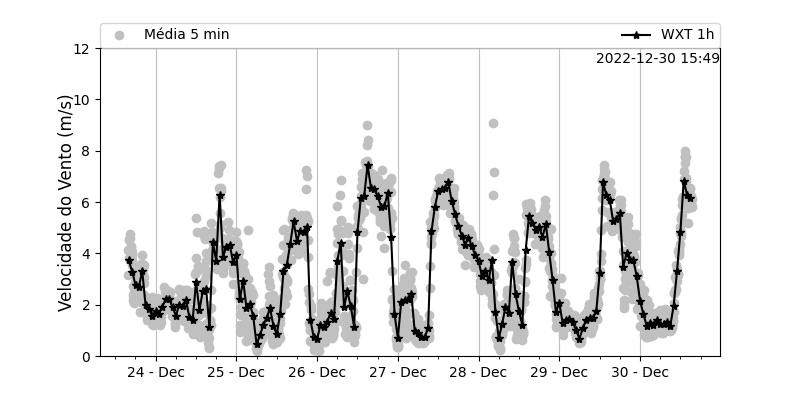 Média 5 min
WXT 1h
2022-12-30 15:49
Velocidade do Vento (m/s)
12
10
8
6
4
2
0
24 - Dec
25 - Dec
26 - Dec
27 - Dec
28 - Dec
29 - Dec
30 - Dec